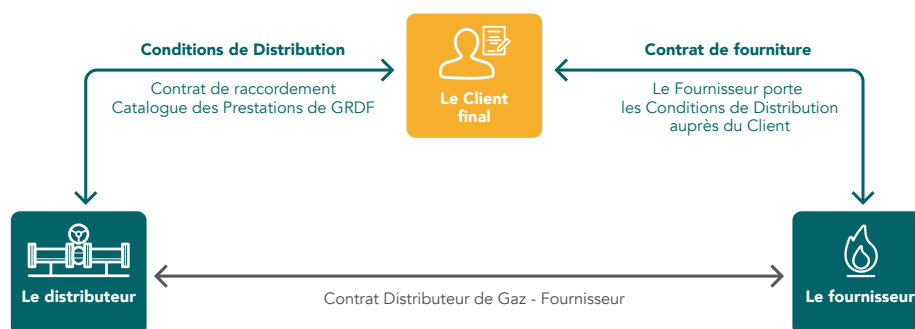 Conditions de Distribution
Contrat de raccordement
Catalogue des Prestations de GRDF
Le Client
final
Contrat de fourniture
Le Fournisseur porte
les Conditions de Distribution
auprès du Client
Le distributeur
Contrat Distributeur de Gaz - Fournisseur
Le fournisseur